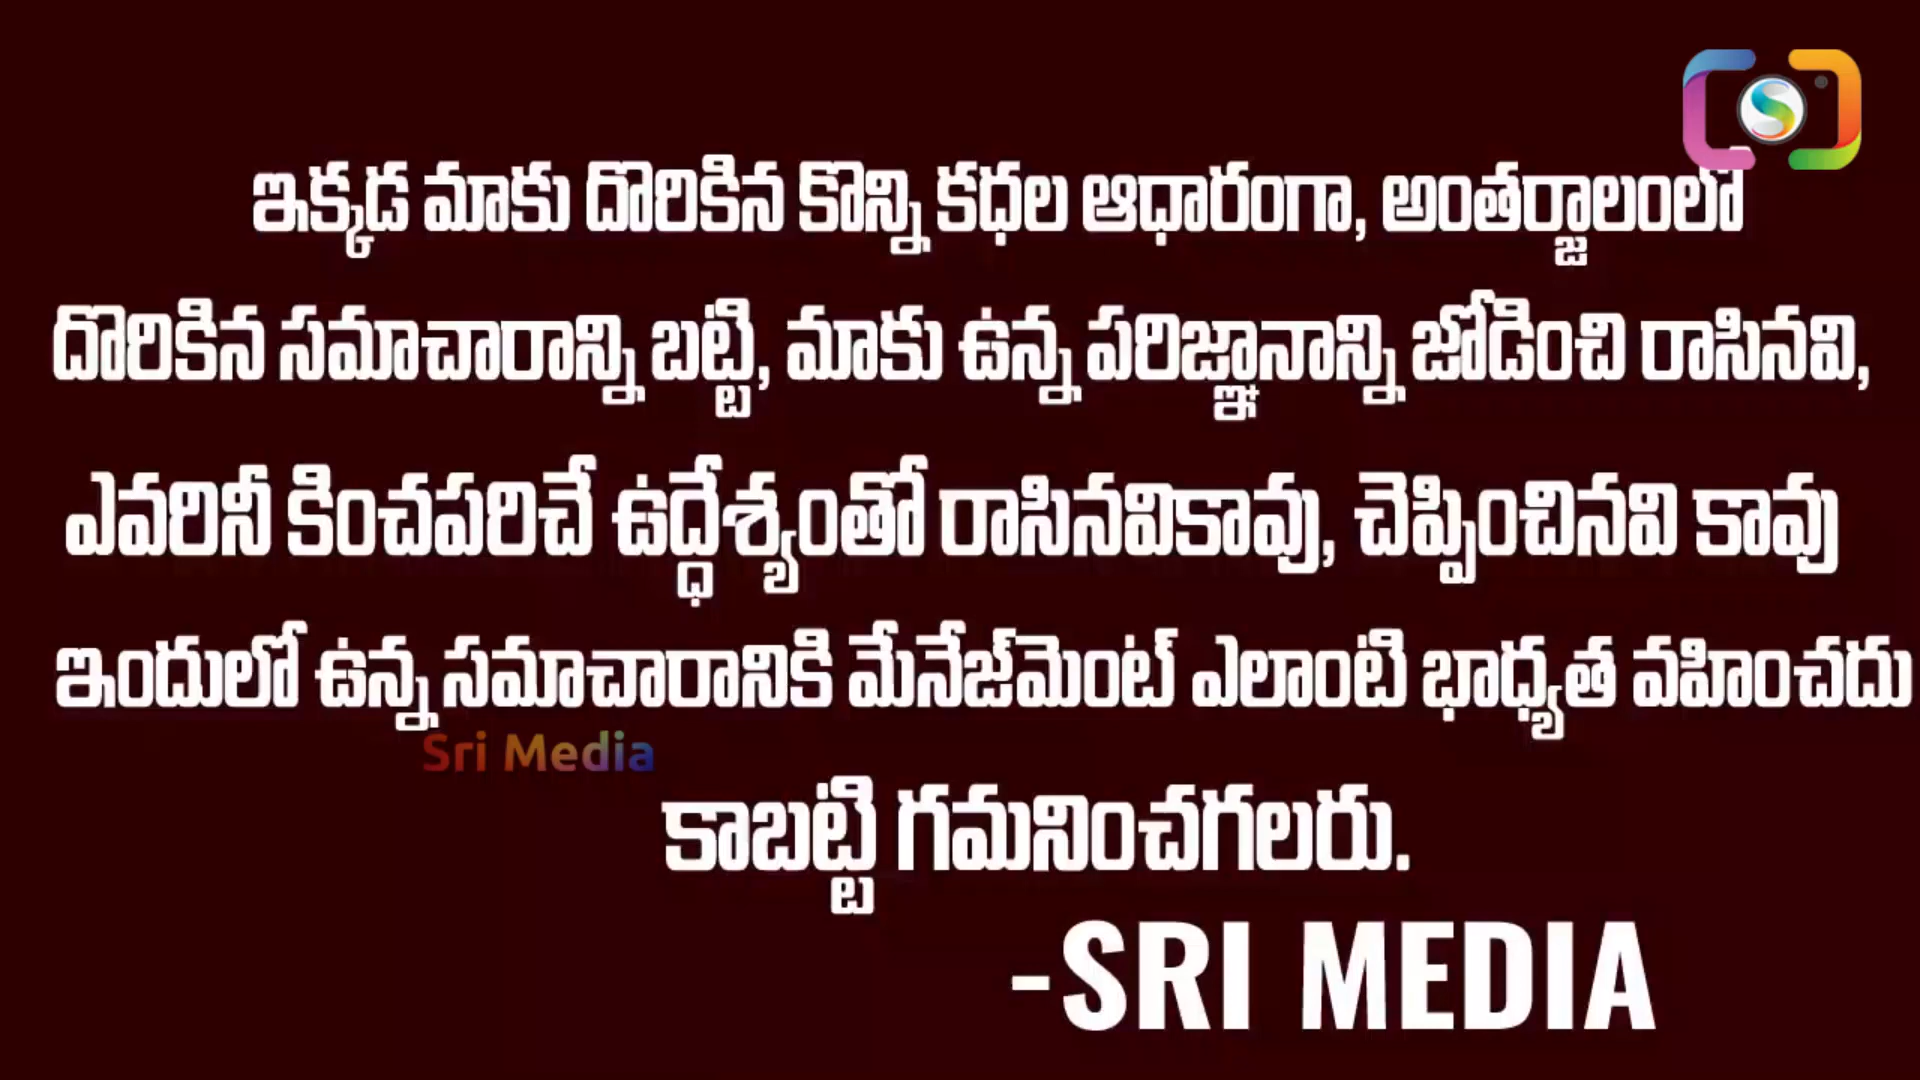 ఇక్కడ మాకు దొరికిన కొన్ని కధల ఆధారంగా, అంతర్జాలంలో
దొరికిన సమాచారాన్ని బట్టి, మాకు ఉన్న పరిజ్ఞానాన్ని జోడించి రాసినవి,
ఎవరినీ కించపరిచే ఉద్ధేశ్యంతో రాసినవికావు, చెప్పించినవి కావు
ఇందులో ఉన్న సమాచారానికి మేనేజ్‌మెంట్ ఎలాంటి భాధ్యత వహించదు
Sri Media
కాబట్టి గమనించగలరు.
-SRI MEDIA